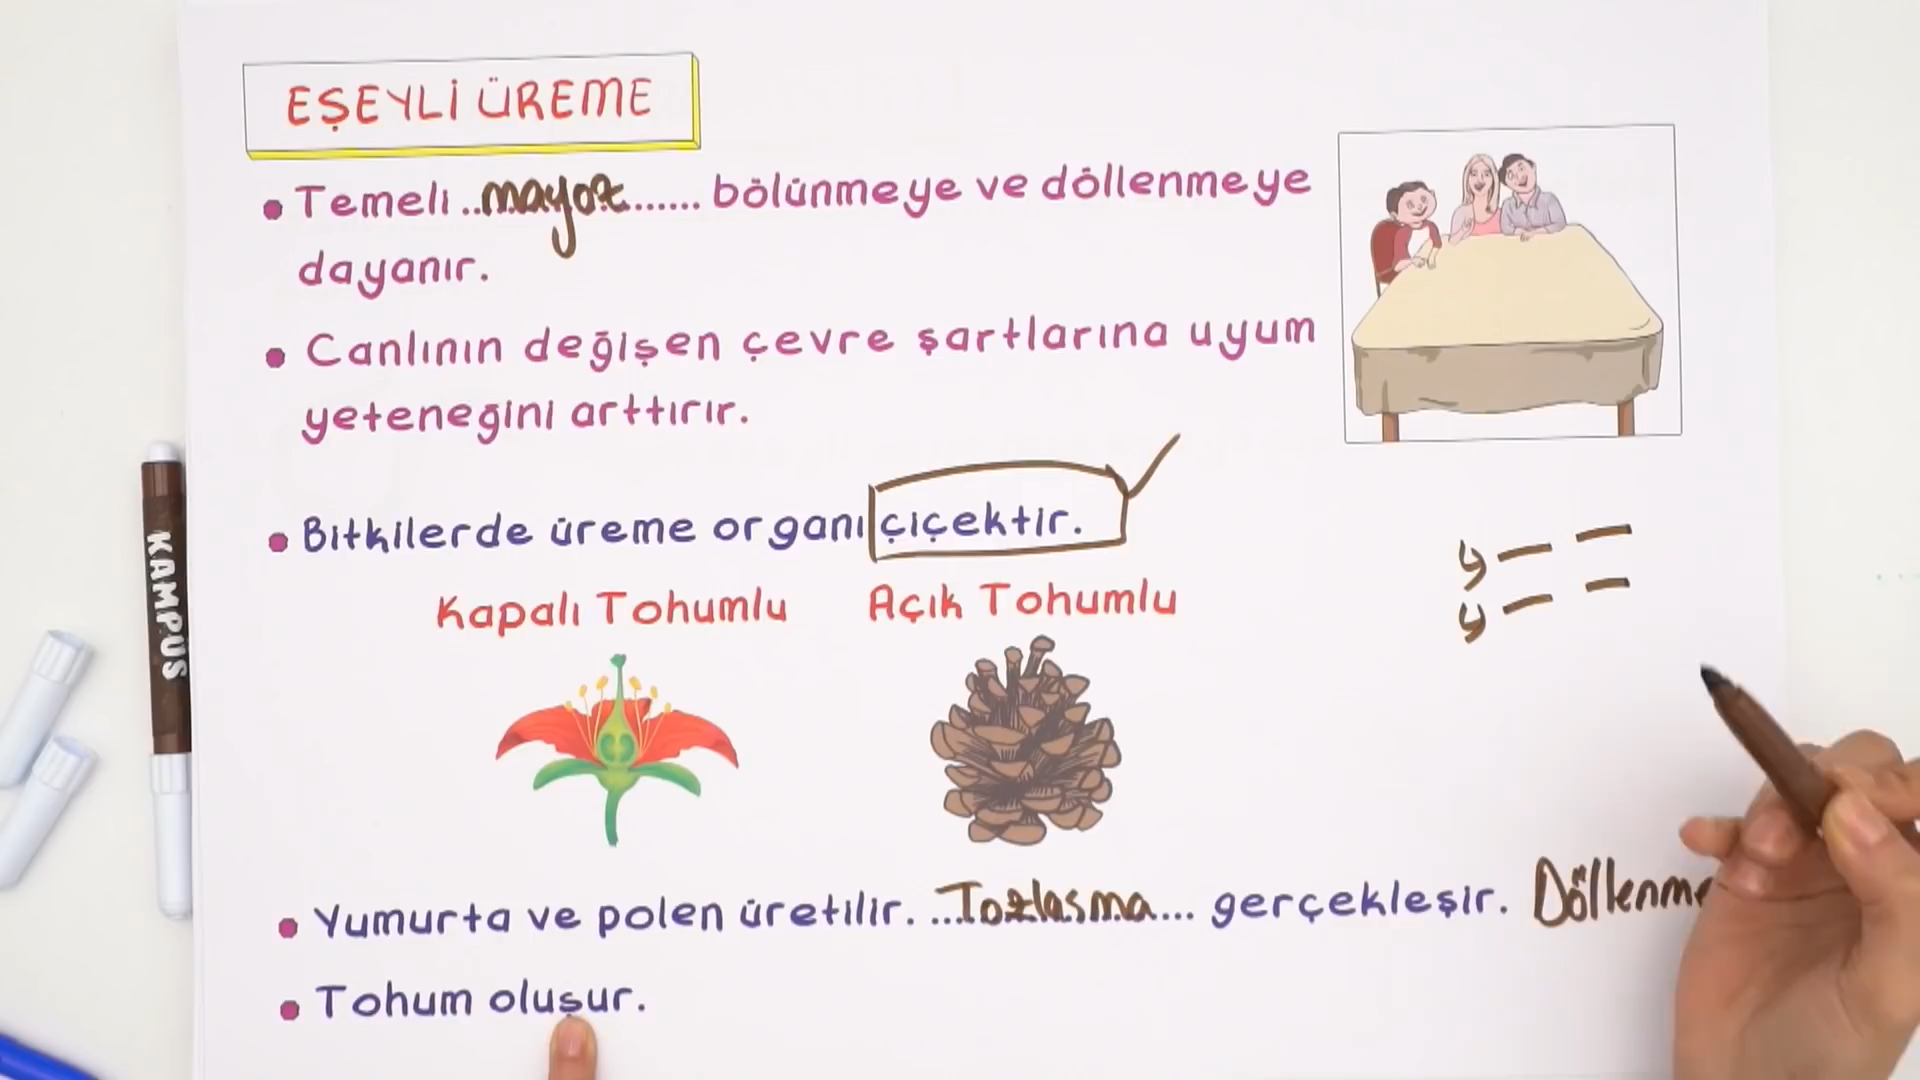 EŞEYLİ ÜREME
• Temeli ..mayoz...... bölünmeye ve döllenmeye
dayanır.
• Canlının değişen çevre şartlarına uyum
yeteneğini arttırır.
• Bitkilerde üreme organı çiçektir.
Kapalı Tohumlu Açık Tohumlu
• Yumurta ve polen üretilir. ...Tozlasma... gerçekleşir. Döllenme
• Tohum oluşur.
KAMPÜS